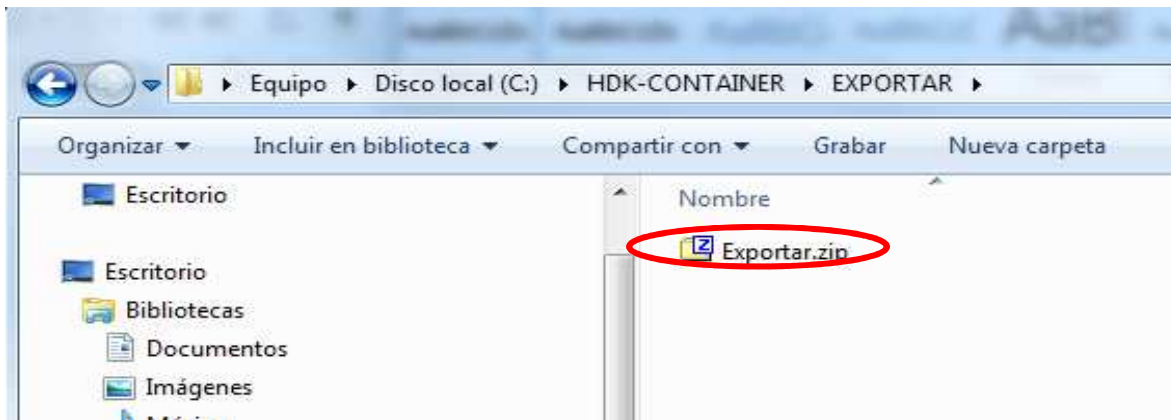 Equipo ▸ Disco local (C:) ▸ HDK-CONTAINER ▸ EXPORTAR ▸
Organizar ▾ Incluir en biblioteca ▾ Compartir con ▾ Grabar Nueva carpeta
Escritorio
Nombre
Exportar.zip
Escritorio
Bibliotecas
Documentos
Imágenes